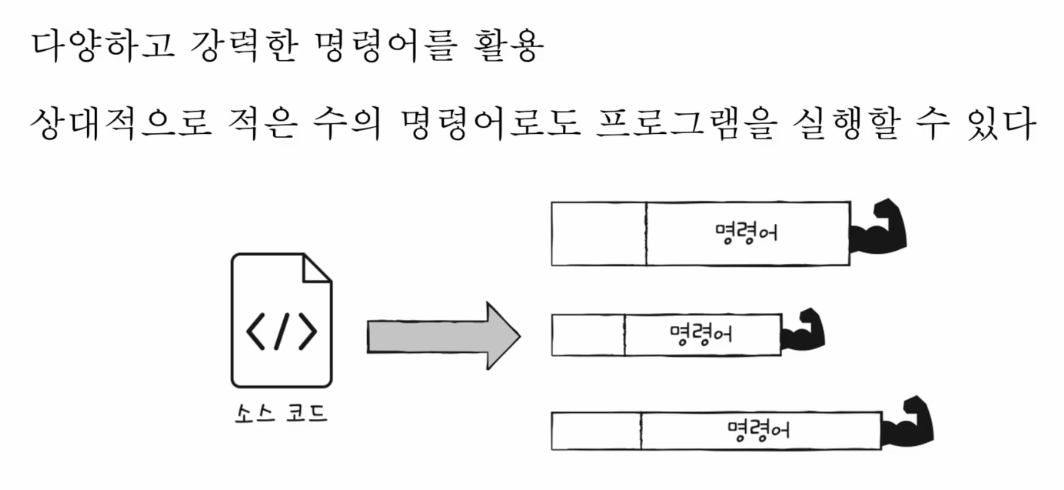 다양하고 강력한 명령어를 활용
상대적으로 적은 수의 명령어로도 프로그램을 실행할 수 있다
명령어
</>
명령어
소스 코드
명령어